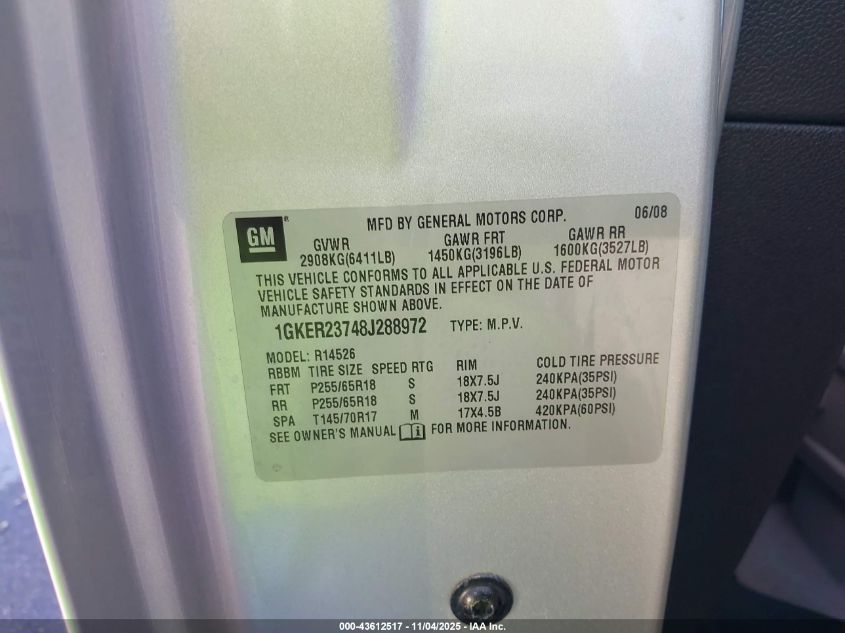 GM ® MFD BY GENERAL MOTORS CORP. 06/08
GVWR GAWR FRT GAWR RR
2908KG(6411LB) 1450KG(3196LB) 1600KG(3527LB)
THIS VEHICLE CONFORMS TO ALL APPLICABLE U.S. FEDERAL MOTOR
VEHICLE SAFETY STANDARDS IN EFFECT ON THE DATE OF
MANUFACTURE SHOWN ABOVE.
1GKER23748J288972 TYPE: M.P.V.
MODEL: R14526
RBBM TIRE SIZE SPEED RTG RIM COLD TIRE PRESSURE
FRT P255/65R18 S 18X7.5J 240KPA(35PSI)
RR P255/65R18 S 18X7.5J 240KPA(35PSI)
SPA T145/70R17 M 17X4.5B 420KPA(60PSI)
SEE OWNER'S MANUAL i FOR MORE INFORMATION.
000-43612517 - 11/04/2025 - IAA Inc.